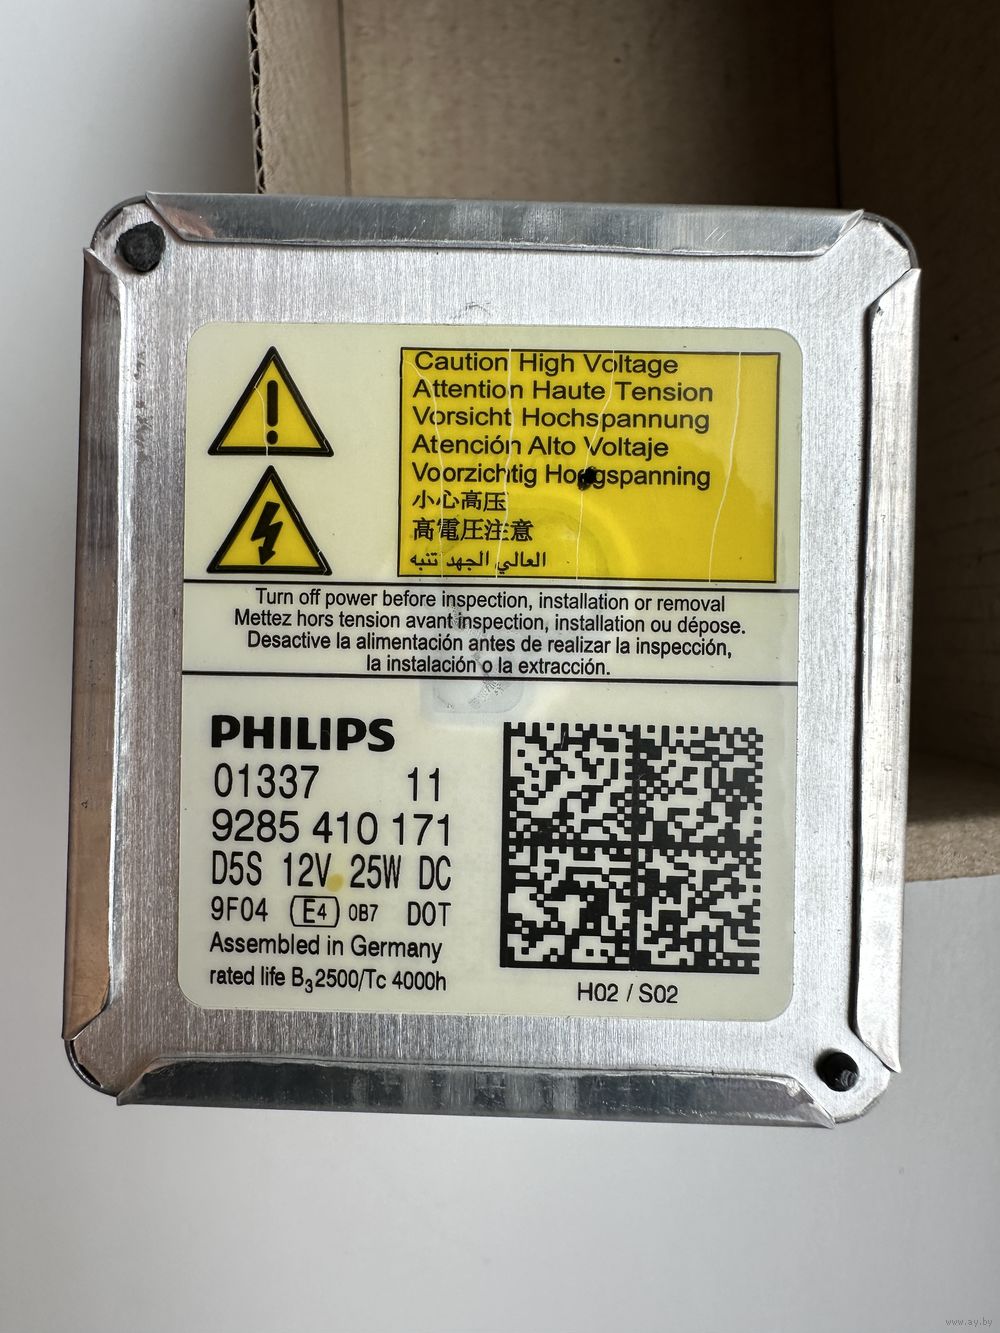 Caution High Voltage
Attention Haute Tension
Vorsicht Hochspannung
Atención Alto Voltaje
Voorzichtig Hoogspanning
小心高压
高電圧注意
العالي الجهد تنبه
Turn off power before inspection, installation or removal
Mettez hors tension avant inspection, installation ou dépose.
Desactive la alimentación antes de realizar la inspección,
la instalación o la extracción.
PHILIPS
01337 11
9285 410 171
D5S 12V 25W DC
9F04 E4 0B7 DOT
Assembled in Germany
rated life B3 2500/Tc 4000h
H02 / S02
www.ay.by